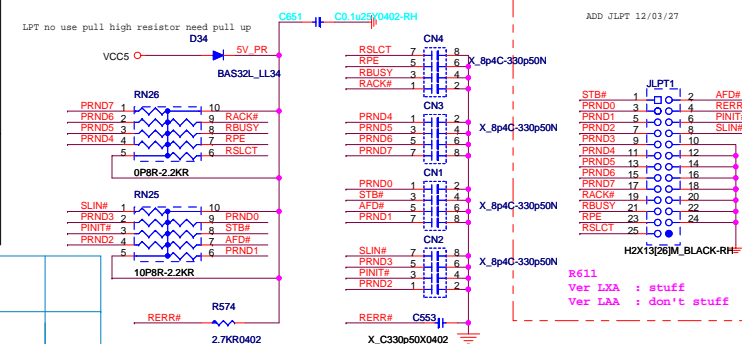 LPT no use pull high resistor need pull up
C651 C0.1u25Y0402-RH
D34
VCC5
5V_PR
BAS32L_LL34
RN26
PRND7 1 10
PRND6 2 9 RACK#
PRND5 3 8 RBUSY
PRND4 4 7 RPE
5 6 RSLCT
0P8R-2.2KR
RN25
SLIN# 1 10
PRND3 2 9 PRND0
PINIT# 3 8 STB#
PRND2 4 7 AFD#
5 6 PRND1
10P8R-2.2KR
R574
RERR#
2.7KR0402
CN4
RSLCT 7 8
RPE 5 6
RBUSY 3 4
RACK# 1 2
X_8p4C-330p50N
CN3
PRND4 1 2
PRND5 3 4
PRND6 5 6
PRND7 7 8
X_8p4C-330p50N
CN1
PRND0 1 2
STB# 3 4
AFD# 5 6
PRND1 7 8
X_8p4C-330p50N
CN2
SLIN# 7 8
PRND3 5 6
PINIT# 3 4
PRND2 1 2
X_8p4C-330p50N
RERR# C553
X_C330p50X0402
ADD JLPT 12/03/27
JLPT1
STB# 1 2 AFD#
PRND0 3 4 RERR
PRND1 5 6 PINIT#
PRND2 7 8 SLIN#
PRND3 9 10
PRND4 11 12
PRND5 13 14
PRND6 15 16
PRND7 17 18
RACK# 19 20
RBUSY 21 22
RPE 23 24
RSLCT 25
H2X13[26]M_BLACK-RH
R611
Ver LXA : stuff
Ver LAA : don't stuff